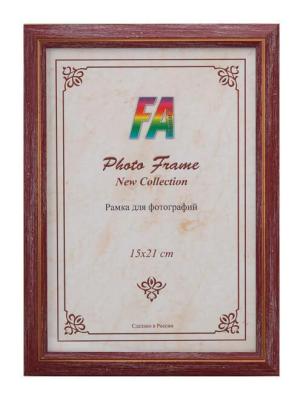 FA
Photo Frame
New Collection
Рамка для фотографий
15x21 cm
Сделано в России